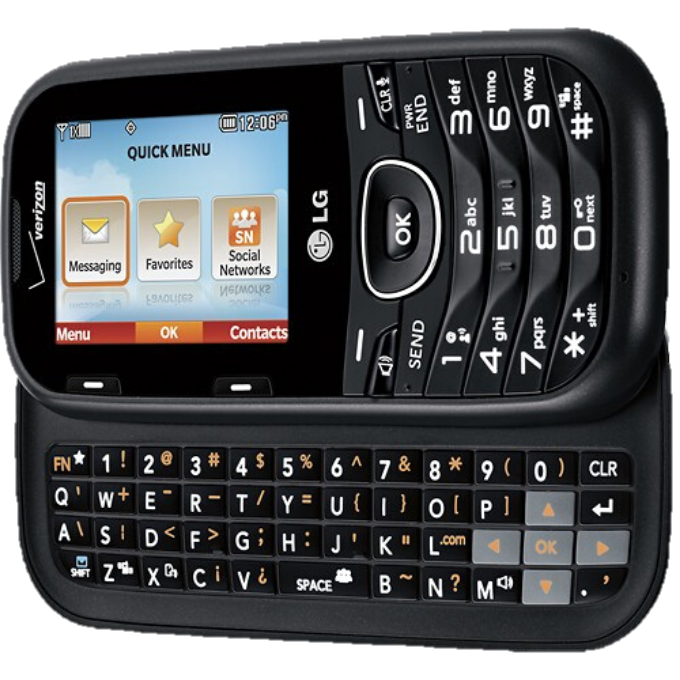 12:06PM
QUICK MENU
Messaging
Favorites
SN
Social
Networks
Menu OK Contacts
verizon
LG
CLR
PWR
END
OK
SEND
1
2 abc
3 def
4 ghi
5 jkl
6 mno
7 pqrs
8 tuv
9 wxyz
* + shift
0 next
# space
FN 1 ! 2 @ 3 # 4 $ 5 % 6 ^ 7 & 8 * 9 ( 0 ) CLR
Q ' W + E - R – T / Y = U { I } O [ P ]
A \ S | D < F > G ; H : J ' K " L .com OK
SHIFT Z X C ¡ V ¿ SPACE B ~ N ? M . ,